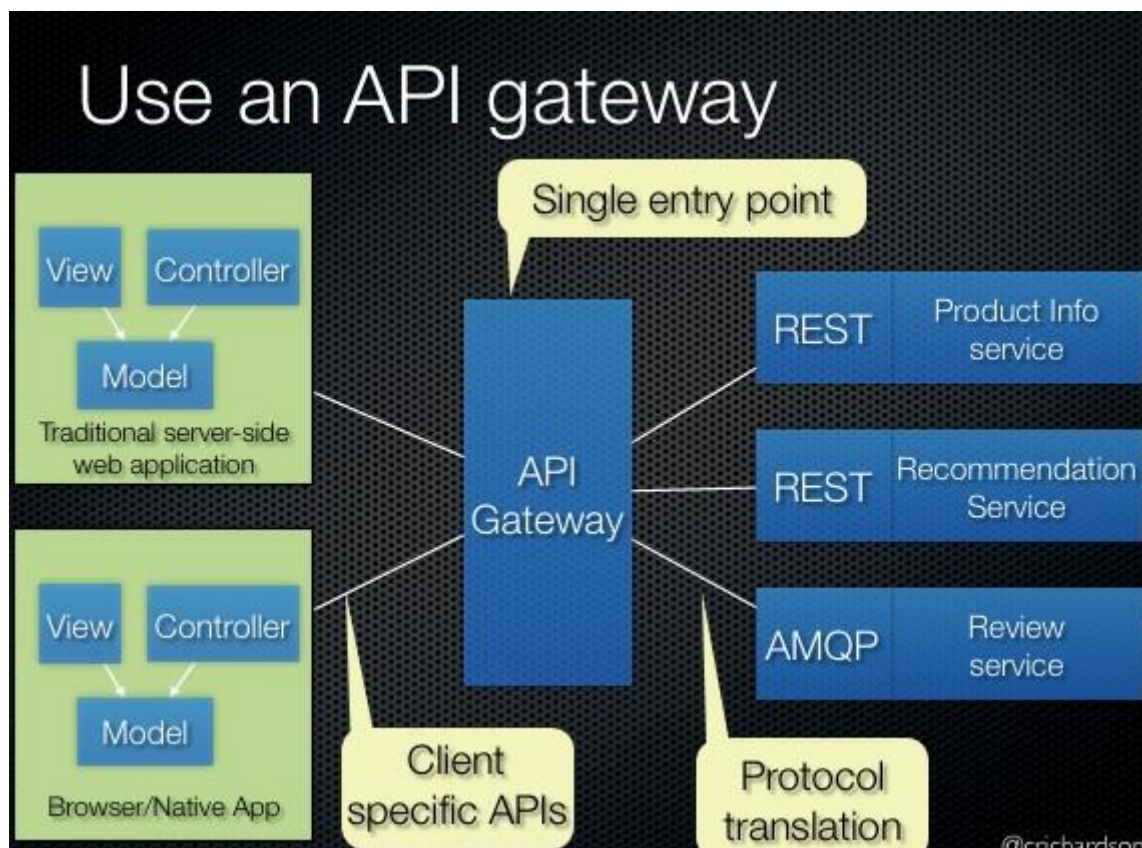 Use an API gateway
Single entry point
View
Controller
Model
Traditional server-side
web application
View
Controller
Model
Browser/Native App
API
Gateway
Client
specific APIs
Protocol
translation
REST
Product Info
service
REST
Recommendation
Service
AMQP
Review
service
@crichardson